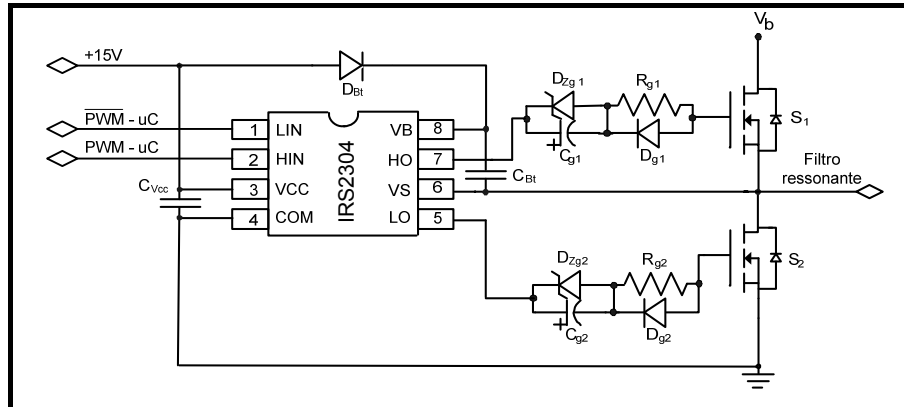 V_b
+15V
D_Bt
D_Zg1
R_g1
S_1
PWM - uC
1 LIN
VB 8
PWM - uC
2 HIN
HO 7
C_g1
D_g1
C_Bt
Filtro
ressonante
C_Vcc
3 VCC
VS 6
4 COM
LO 5
IRS2304
D_Zg2
R_g2
S_2
C_g2
D_g2
+
+